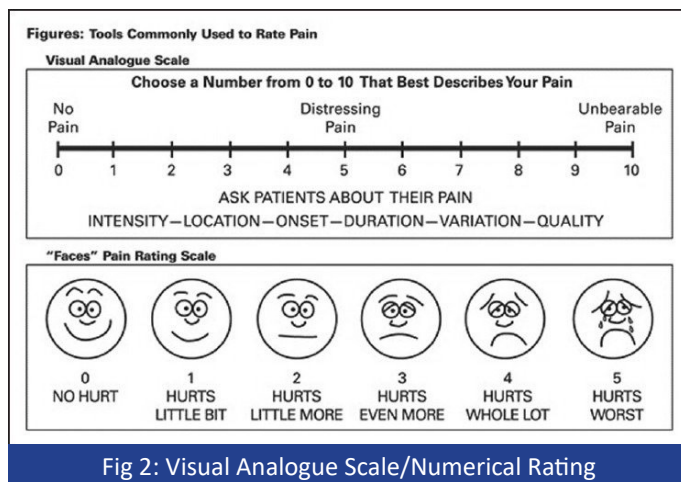 Figures: Tools Commonly Used to Rate Pain
Visual Analogue Scale
Choose a Number from 0 to 10 That Best Describes Your Pain
No Pain
Distressing Pain
Unbearable Pain
0 1 2 3 4 5 6 7 8 9 10
ASK PATIENTS ABOUT THEIR PAIN
INTENSITY—LOCATION—ONSET—DURATION—VARIATION—QUALITY
"Faces" Pain Rating Scale
0
NO HURT
1
HURTS
LITTLE BIT
2
HURTS
LITTLE MORE
3
HURTS
EVEN MORE
4
HURTS
WHOLE LOT
5
HURTS
WORST
Fig 2: Visual Analogue Scale/Numerical Rating